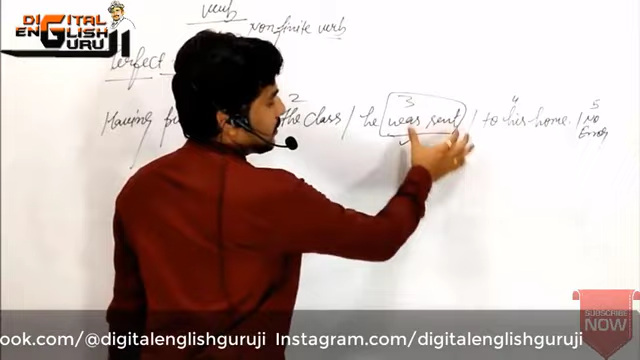 DIGITAL
ENGLISH
GURUJI
verb
Nonfinite verb
Perfect
2 3 4 5
Having the class / he was sent / to his home. / No
Error
SUBSCRIBE
NOW
ook.com/@digitalenglishguruji Instagram.com/digitalenglishguruji